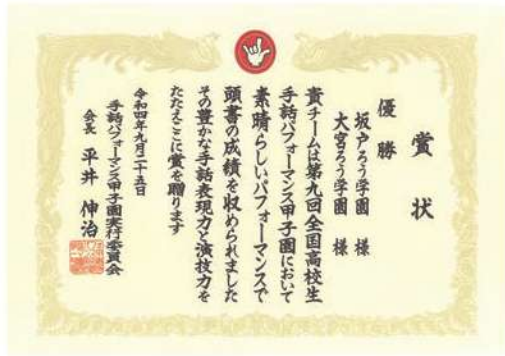 賞状
優勝
坂戸ろう学園 様
大宮ろう学園 様
貴チームは第九回全国高校生
手話パフォーマンス甲子園において
素晴らしいパフォーマンスで
頭書の成績を収められました
その豊かな手話表現力と演技力を
たたえここに賞を贈ります
令和四年九月二十五日
手話パフォーマンス甲子園実行委員会
会長 平井 伸治